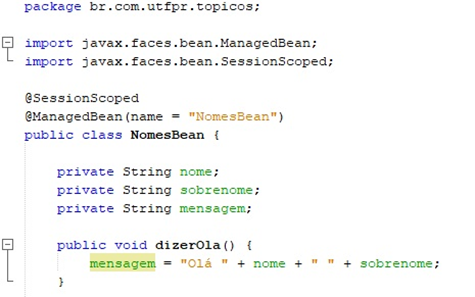 package br.com.utfpr.topicos;
import javax.faces.bean.ManagedBean;
import javax.faces.bean.SessionScoped;
@SessionScoped
@ManagedBean(name = "NomesBean")
public class NomesBean {
private String nome;
private String sobrenome;
private String mensagem;
public void dizerOla() {
mensagem = "Olá " + nome + " " + sobrenome;
}